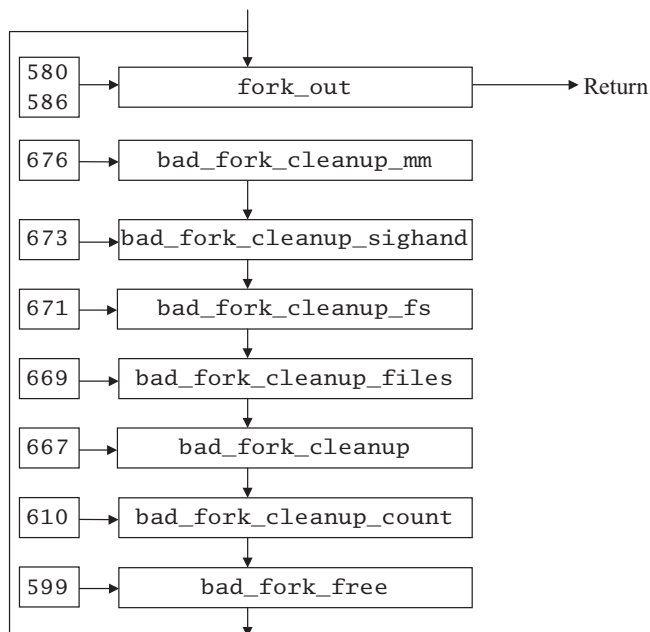 580
586
fork_out
Return
676
bad_fork_cleanup_mm
673
bad_fork_cleanup_sighand
671
bad_fork_cleanup_fs
669
bad_fork_cleanup_files
667
bad_fork_cleanup
610
bad_fork_cleanup_count
599
bad_fork_free